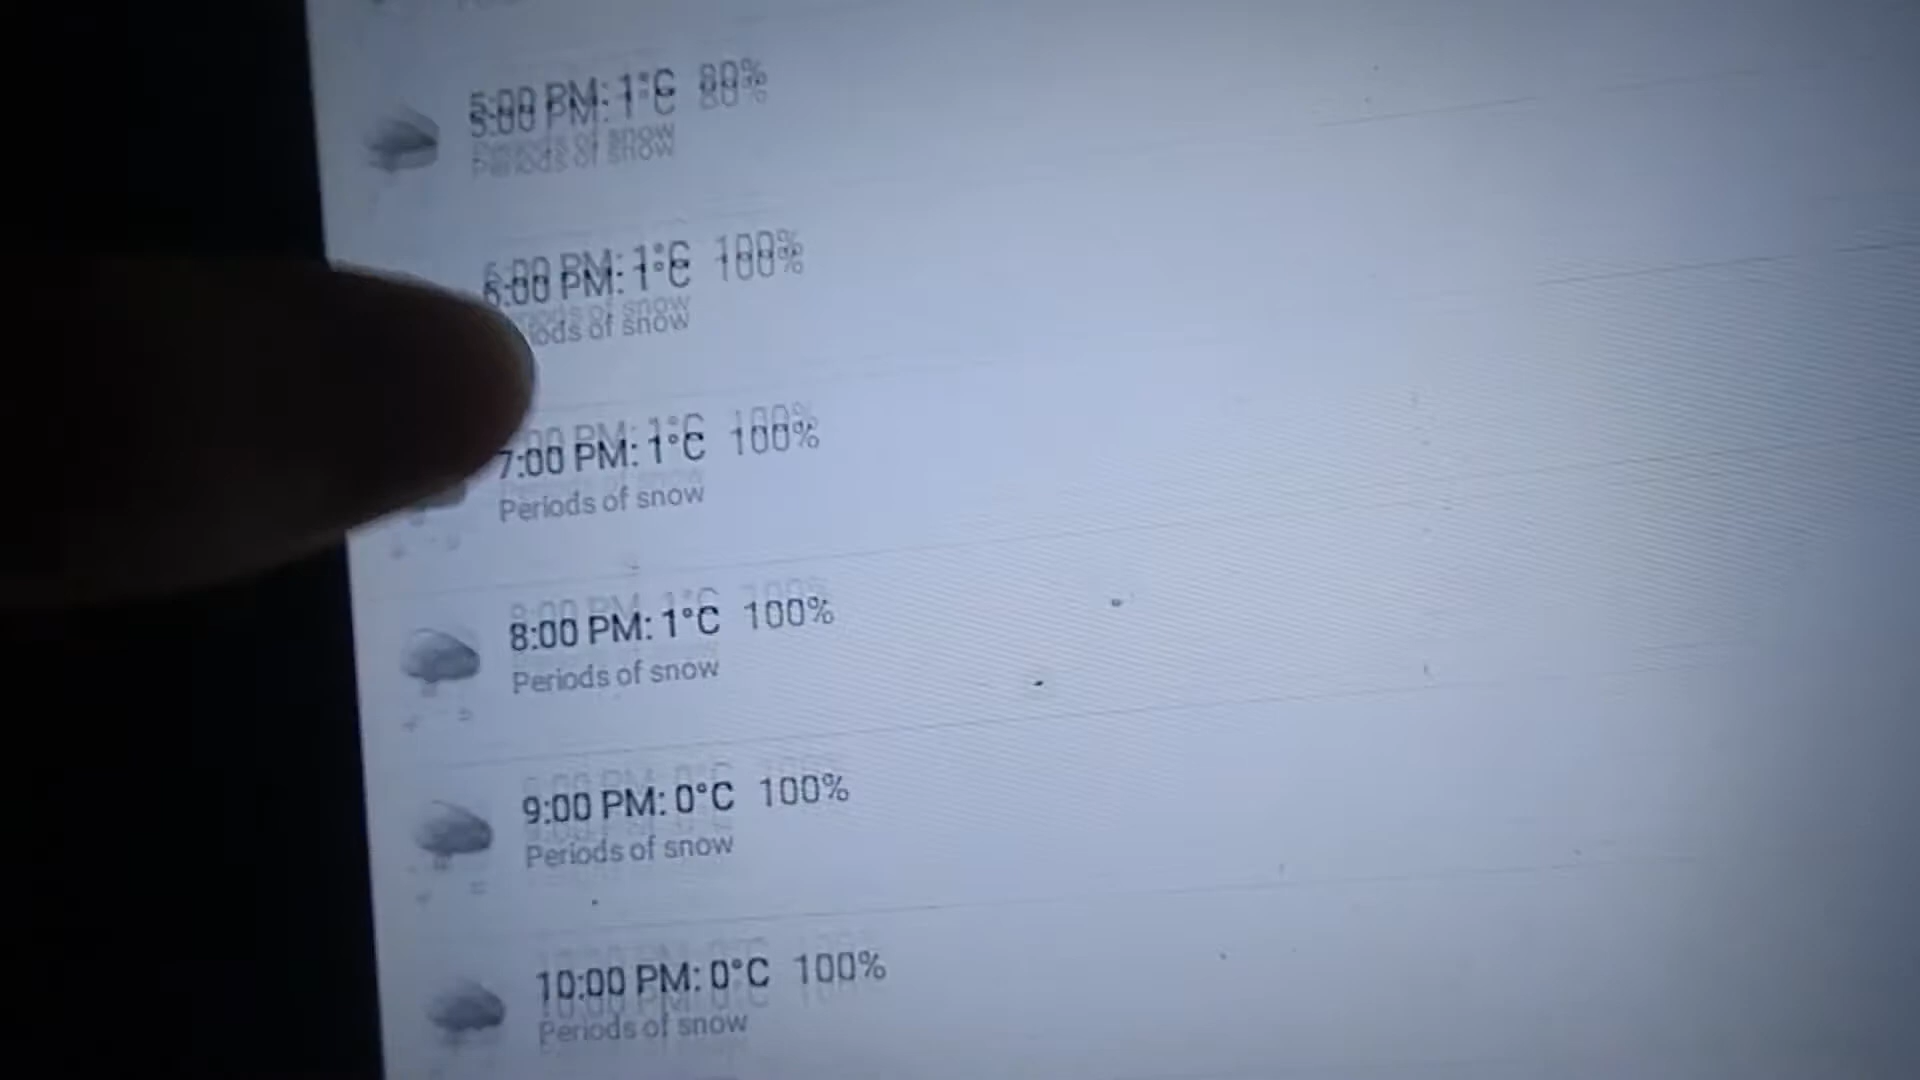 5:00 PM: 1°C 80%
Periods of snow
6:00 PM: 1°C 100%
of snow
7:00 PM: 1°C 100%
Periods of snow
8:00 PM: 1°C 100%
Periods of snow
9:00 PM: 0°C 100%
Periods of snow
10:00 PM: 0°C 100%
Periods of snow